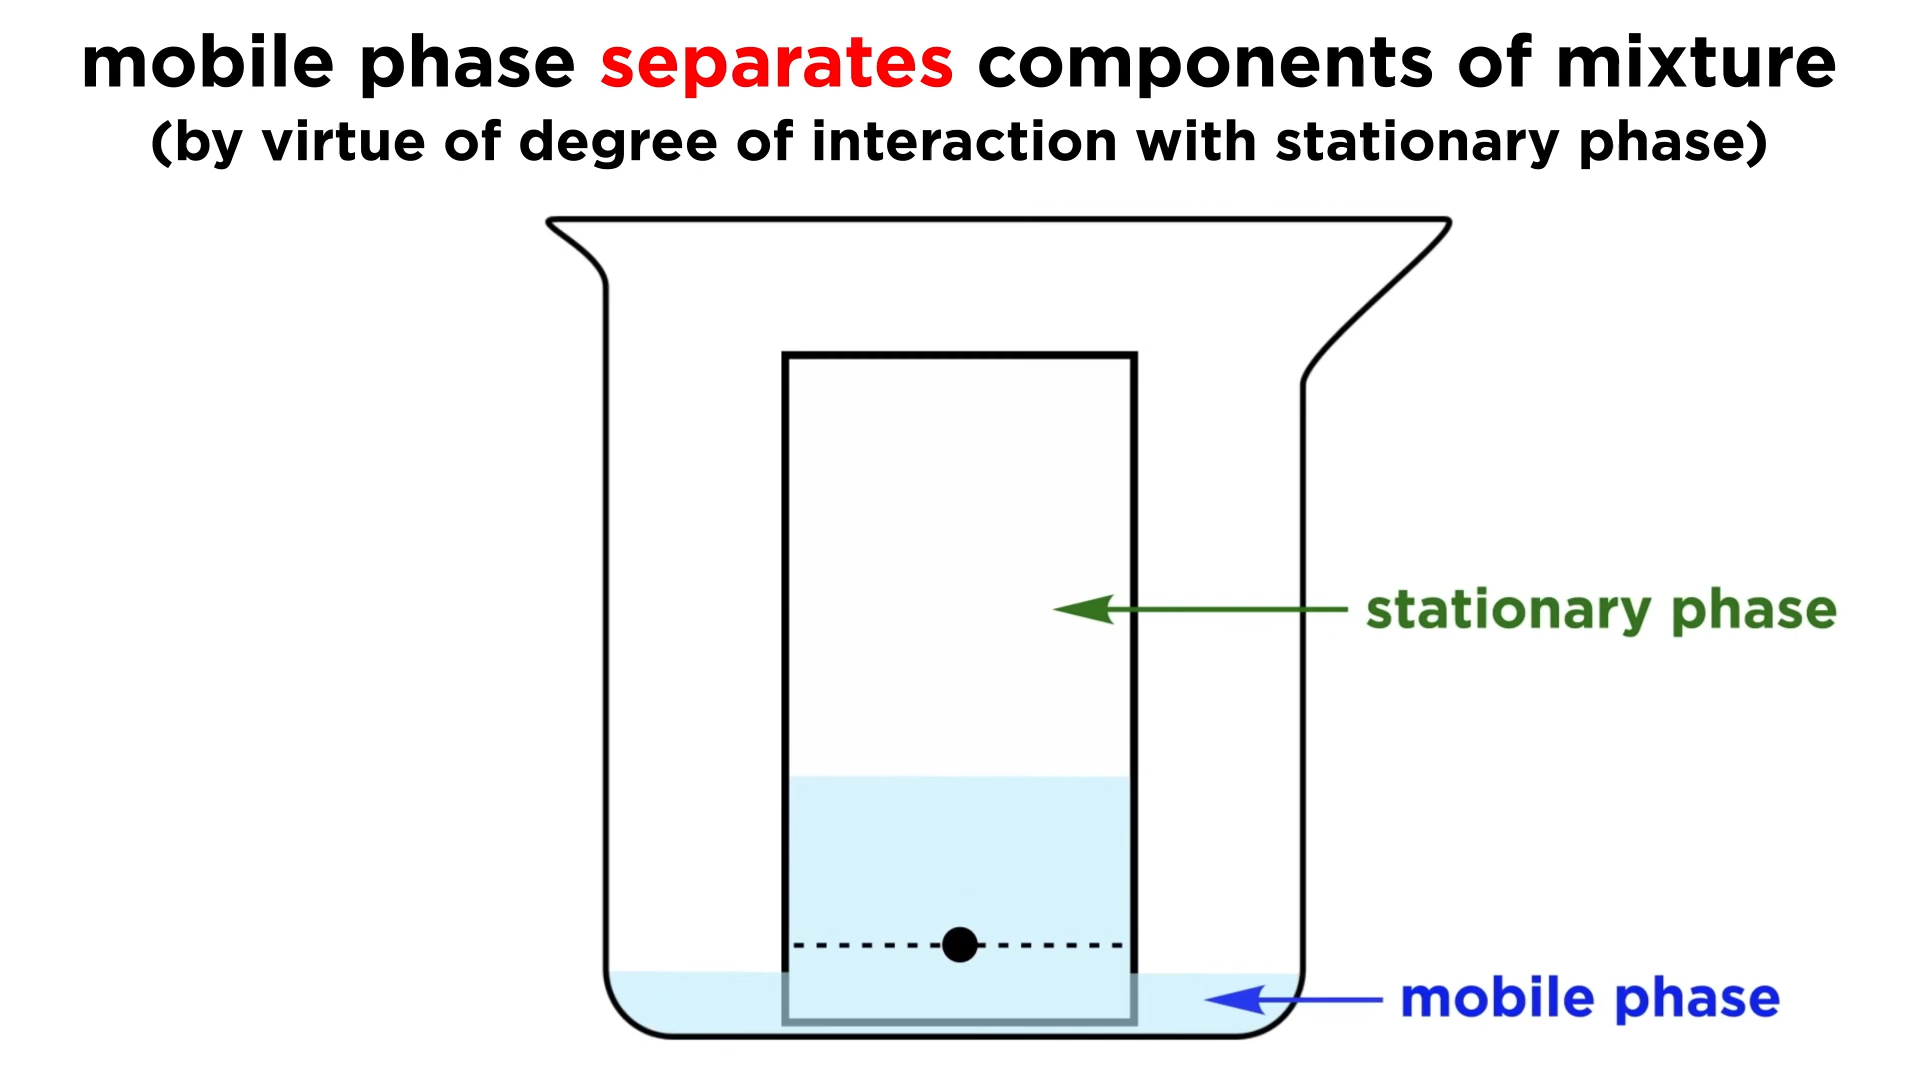 mobile phase separates components of mixture
(by virtue of degree of interaction with stationary phase)
stationary phase
mobile phase